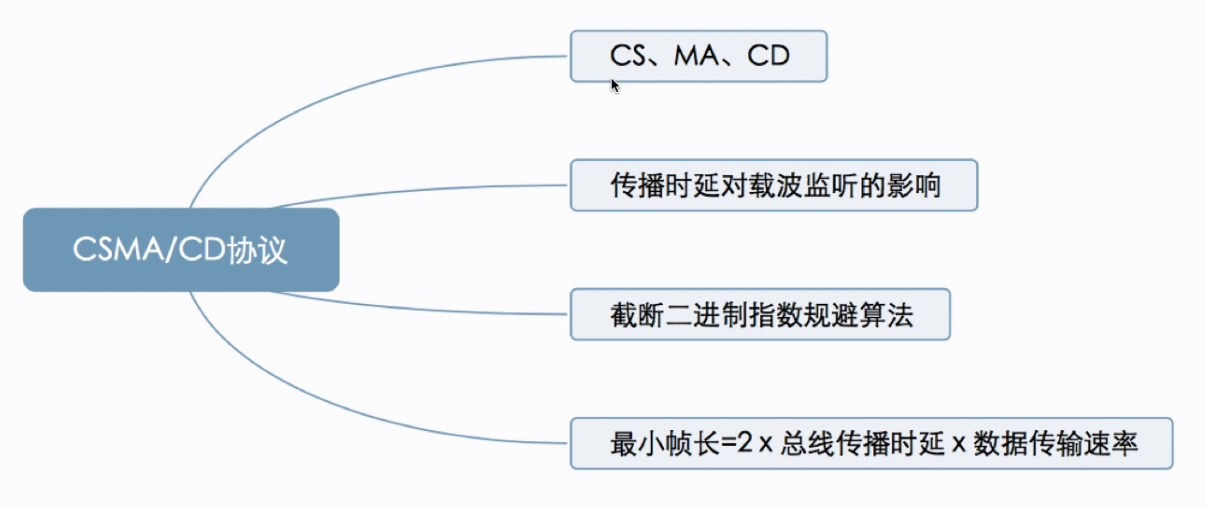 CS、MA、CD
传播时延对载波监听的影响
CSMA/CD协议
截断二进制指数规避算法
最小帧长=2 x 总线传播时延 x 数据传输速率